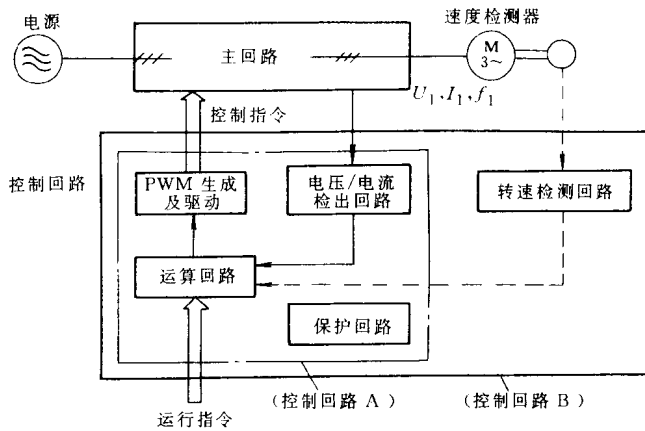 电源
速度检测器
主回路
M
3～
U₁,I₁,f₁
控制指令
控制回路
PWM 生成
及驱动
电压/电流
检出回路
转速检测回路
运算回路
保护回路
(控制回路 A)
(控制回路 B)
运行指令